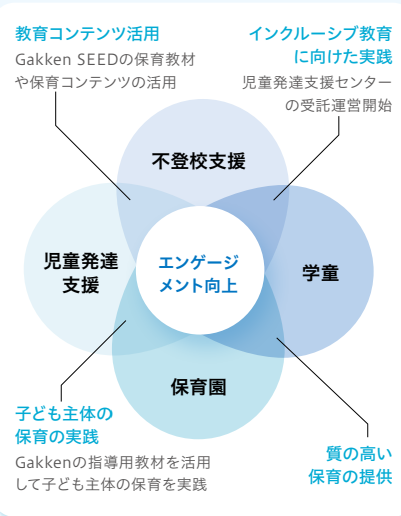 教育コンテンツ活用
Gakken SEEDの保育教材
や保育コンテンツの活用
インクルーシブ教育
に向けた実践
児童発達支援センター
の受託運営開始
不登校支援
児童発達
支援
エンゲージ
メント向上
学童
保育園
子ども主体の
保育の実践
Gakkenの指導用教材を活用
して子ども主体の保育を実践
質の高い
保育の提供